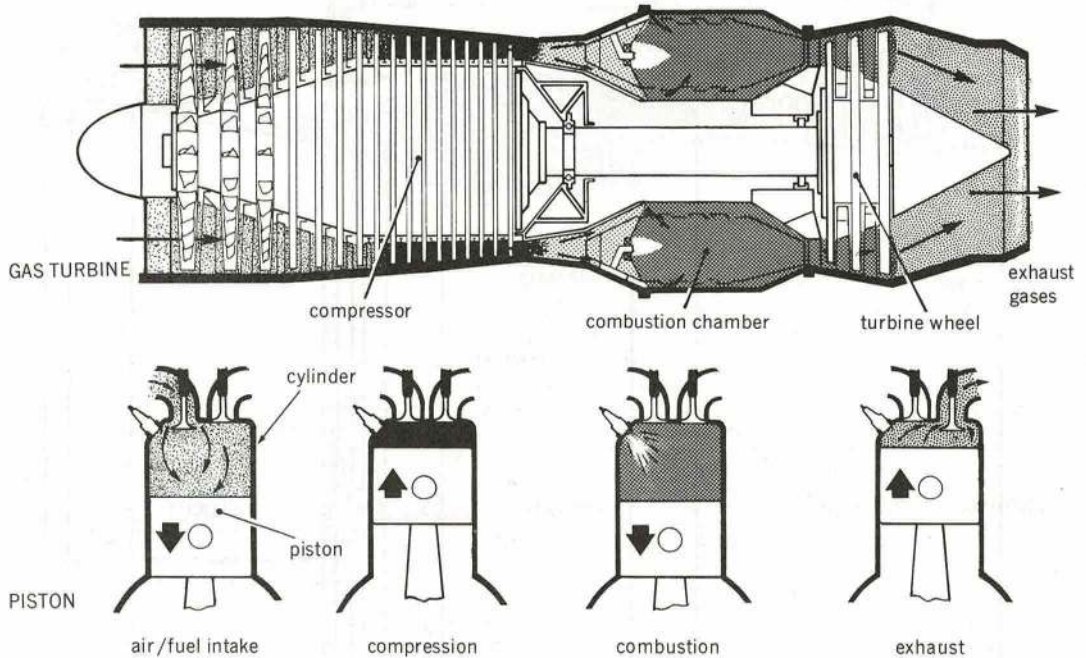 GAS TURBINE
compressor
combustion chamber
turbine wheel
exhaust
gases
cylinder
piston
PISTON
air/fuel intake
compression
combustion
exhaust